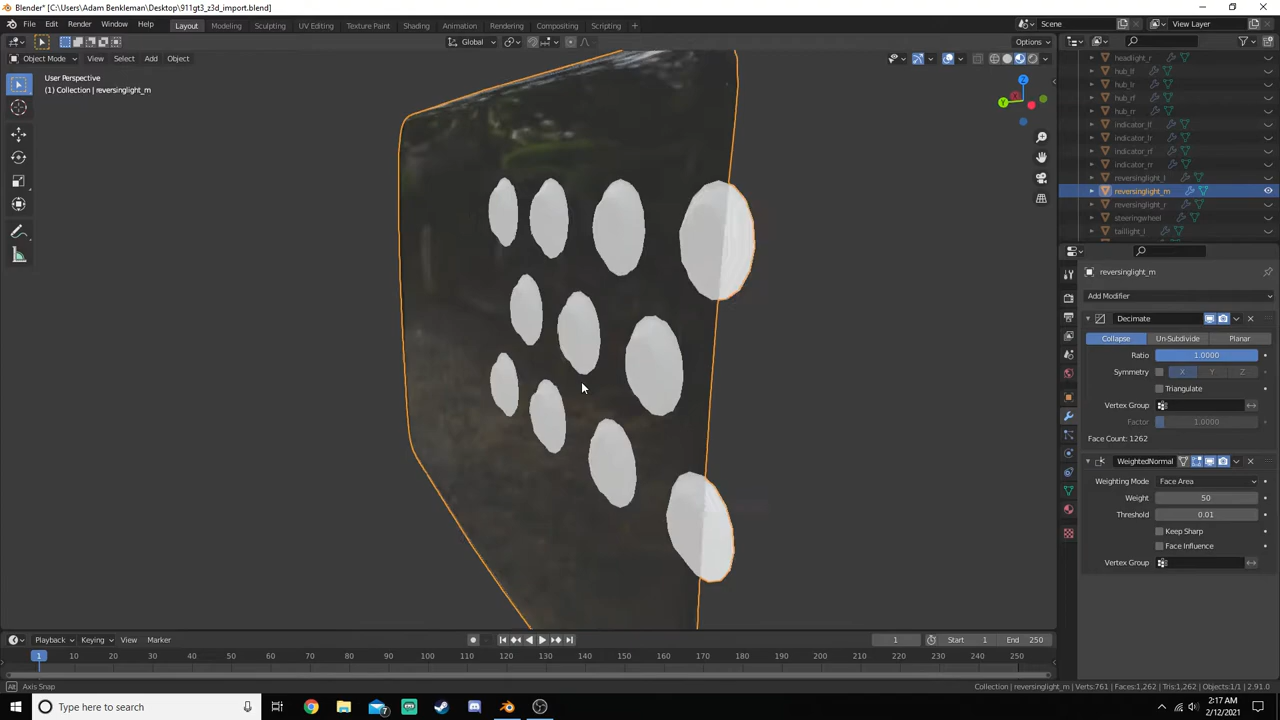 Blender* [C:\Users\Adam Benkleman\Desktop\911gt3_z3d_import.blend]
File Edit Render Window Help Layout Modeling Sculpting UV Editing Texture Paint Shading Animation Rendering Compositing Scripting + Scene View Layer
Global Options
Object Mode View Select Add Object
User Perspective
(1) Collection | reversinglight_m
Z
Y
X
headlight_r
hub_lf
hub_lr
hub_rf
hub_rr
indicator_lf
indicator_lr
indicator_rf
indicator_rr
reversinglight_l
reversinglight_m
reversinglight_r
steeringwheel
taillight_l
reversinglight_m
Add Modifier
Decimate
Collapse Un-Subdivide Planar
Ratio 1.0000
Symmetry X Y Z
Triangulate
Vertex Group
Factor 1.0000
Face Count: 1262
WeightedNormal
Weighting Mode Face Area
Weight 50
Threshold 0.01
Keep Sharp
Face Influence
Vertex Group
Playback Keying View Marker 1 Start 1 End 250
1 10 20 30 40 50 60 70 80 90 100 110 120 130 140 150 160 170 180 190 200 210 220 230 240 250
Axis Snap Collection | reversinglight_m | Verts:761 | Faces:1,262 | Tris:1,262 | Objects:1/1 | 2.91.0
Type here to search
7
2:17 AM
2/12/2021